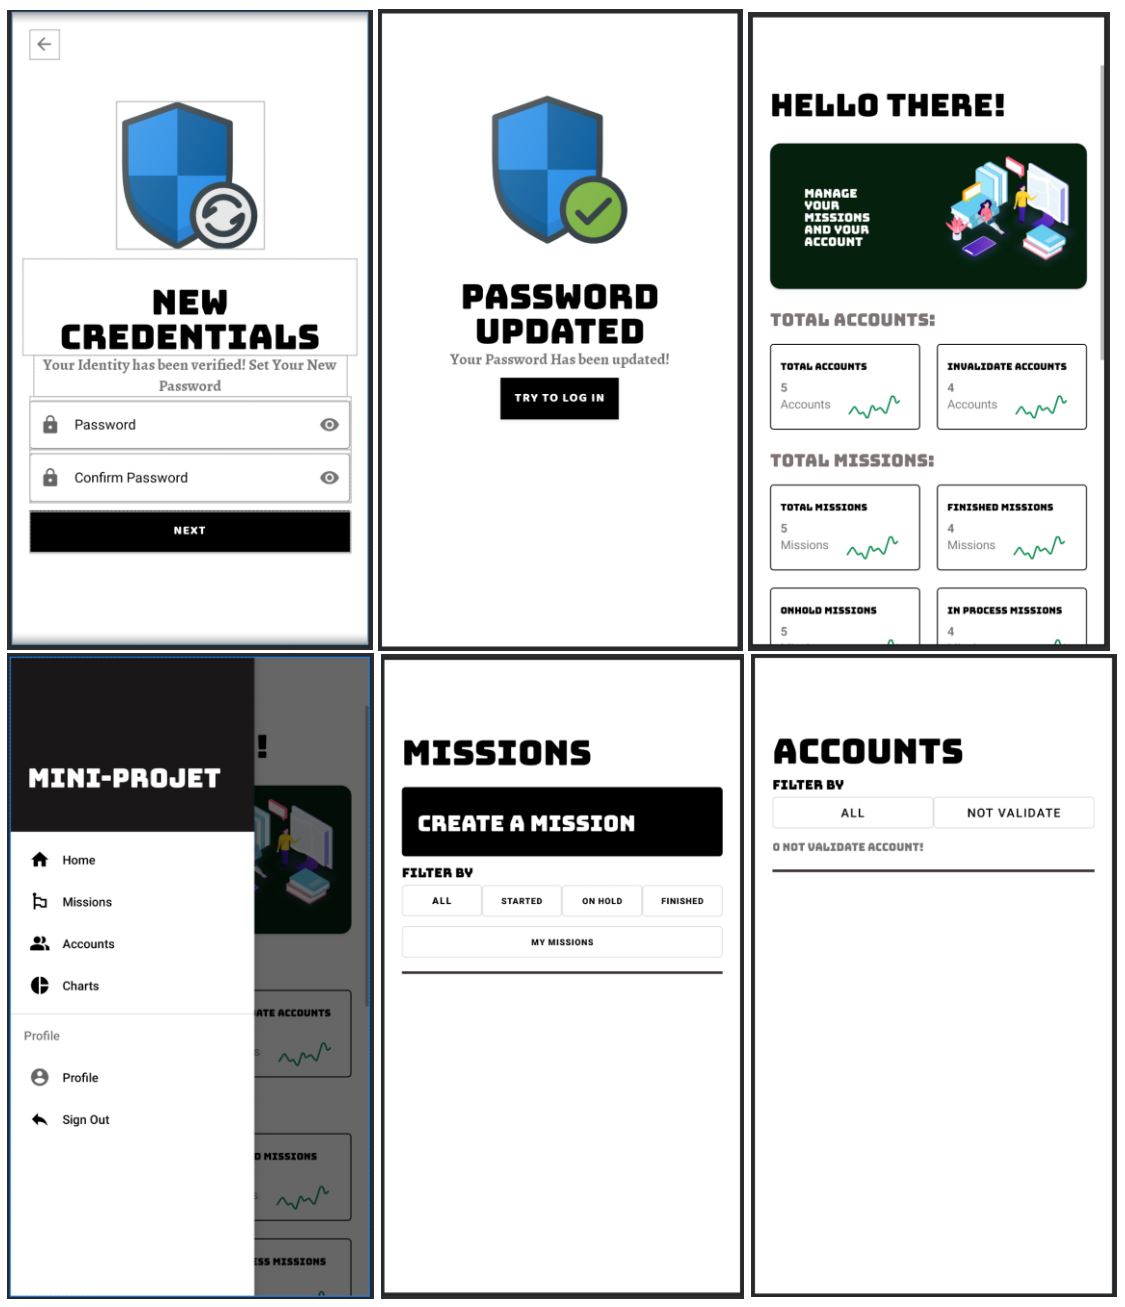 NEW
CREDENTIALS
Your Identity has been verified! Set Your New
Password
Password
Confirm Password
NEXT
PASSWORD
UPDATED
Your Password Has been updated!
TRY TO LOG IN
HELLO THERE!
MANAGE
YOUR
MISSIONS
AND YOUR
ACCOUNT
TOTAL ACCOUNTS:
TOTAL ACCOUNTS
5
Accounts
INVALIDATE ACCOUNTS
4
Accounts
TOTAL MISSIONS:
TOTAL MISSIONS
5
Missions
FINISHED MISSIONS
4
Missions
ONHOLD MISSIONS
5
IN PROCESS MISSIONS
4
MINI-PROJET
Home
Missions
Accounts
Charts
Profile
Profile
Sign Out
!
ATE ACCOUNTS
s
D MISSIONS
s
ESS MISSIONS
MISSIONS
CREATE A MISSION
FILTER BY
ALL
STARTED
ON HOLD
FINISHED
MY MISSIONS
ACCOUNTS
FILTER BY
ALL
NOT VALIDATE
0 NOT VALIDATE ACCOUNT!